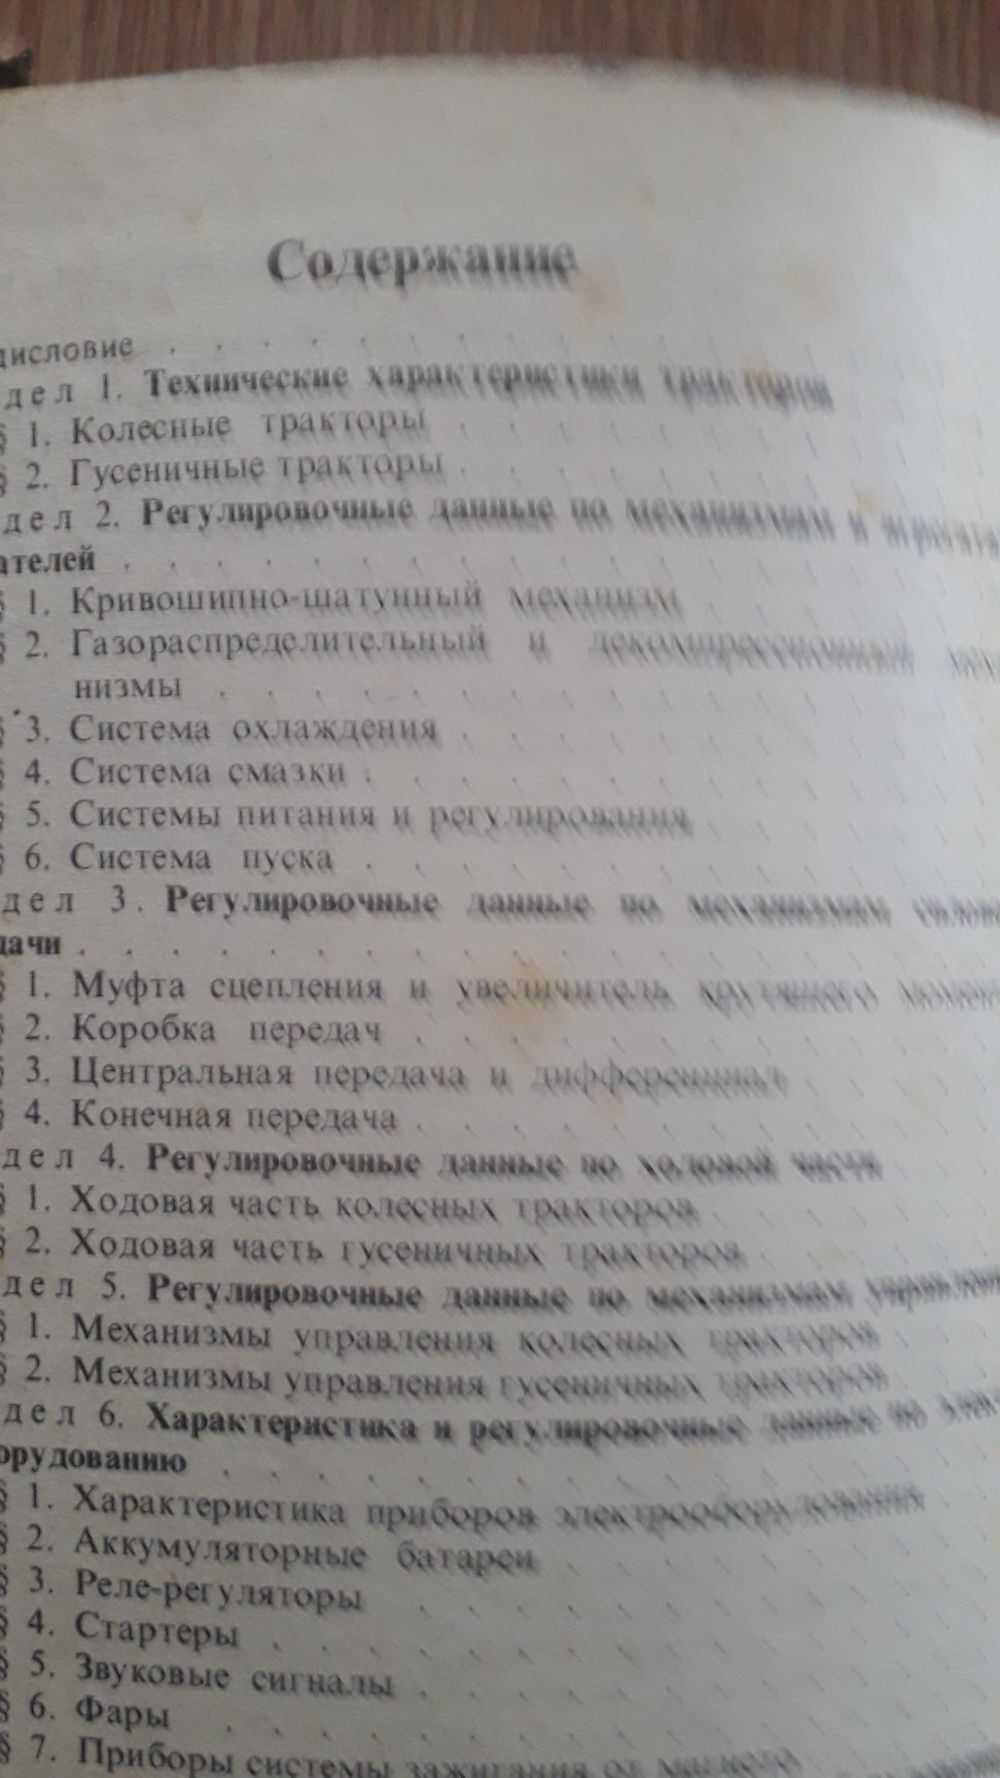 Содержание
дисловие
дел 1. Технические характеристики тракторов
§ 1. Колесные тракторы
§ 2. Гусеничные тракторы
дел 2. Регулировочные данные по механизмам и
ателей
§ 1. Кривошипно-шатунный механизм
§ 2. Газораспределительный и декомпрессионный
низмы
§ 3. Система охлаждения
§ 4. Система смазки
§ 5. Системы питания и регулирования
§ 6. Система пуска
дел 3. Регулировочные данные по механизмам
дачи
§ 1. Муфта сцепления и увеличитель крутящего
§ 2. Коробка передач
§ 3. Центральная передача и дифференциал
§ 4. Конечная передача
дел 4. Регулировочные данные по ходовой части
§ 1. Ходовая часть колесных тракторов
§ 2. Ходовая часть гусеничных тракторов
дел 5. Регулировочные данные по механизмам
§ 1. Механизмы управления колесных тракторов
§ 2. Механизмы управления гусеничных тракторов
дел 6. Характеристика и регулировочные данные по
орудованию
§ 1. Характеристика приборов электрооборудования
§ 2. Аккумуляторные батареи
§ 3. Реле-регуляторы
§ 4. Стартеры
§ 5. Звуковые сигналы
§ 6. Фары
§ 7. Приборы системы зажигания от магнето